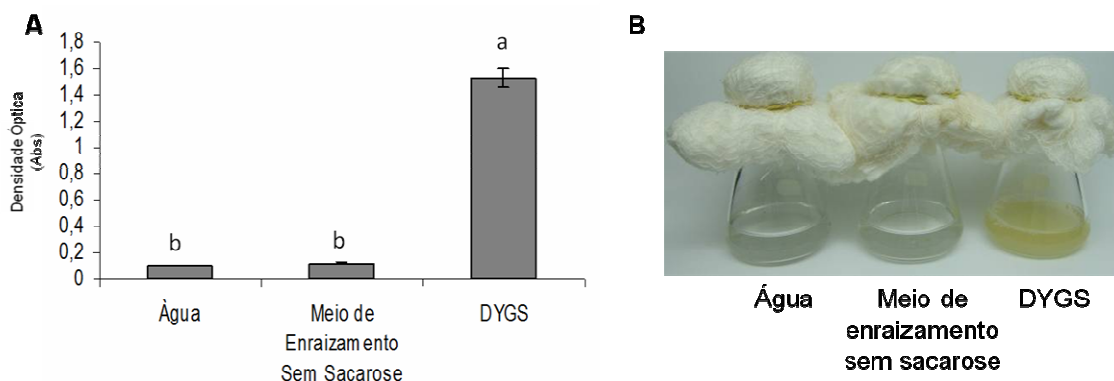 A
Densidade Óptica
(Abs)
1,8
1,6
1,4
1,2
1
0,8
0,6
0,4
0,2
0
b
b
a
Àgua
Meio de
Enraizamento
Sem Sacarose
DYGS
B
Água
Meio de
enraizamento
sem sacarose
DYGS